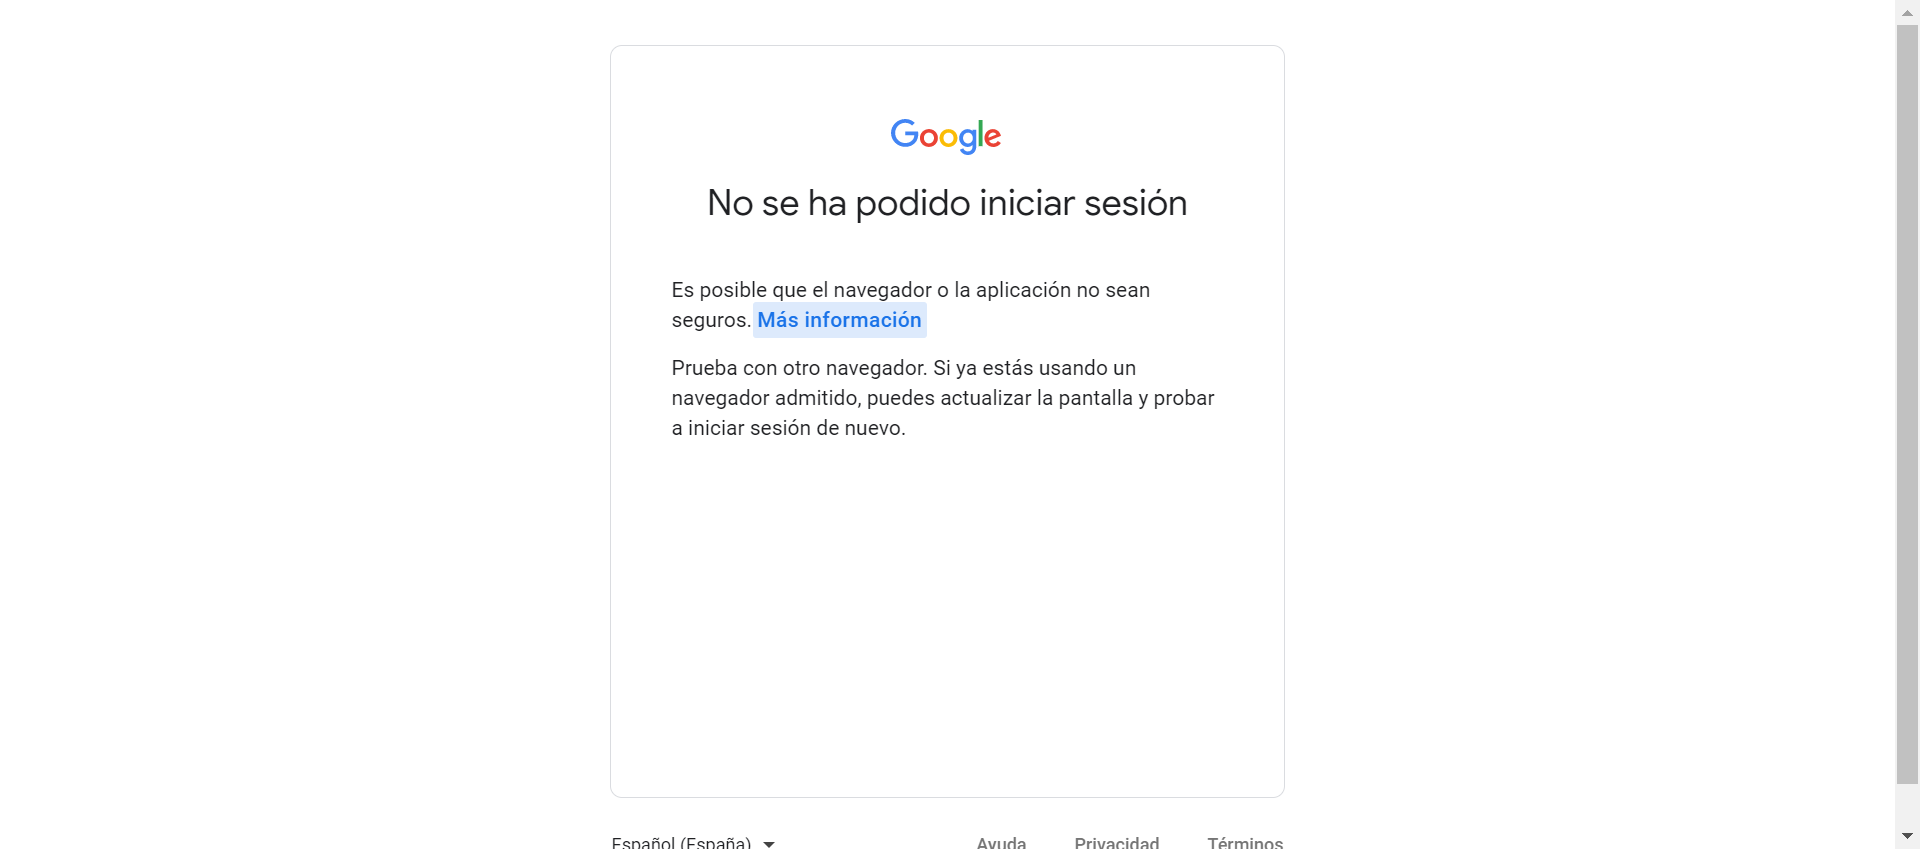 Google
No se ha podido iniciar sesión
Es posible que el navegador o la aplicación no sean
seguros. Más información
Prueba con otro navegador. Si ya estás usando un
navegador admitido, puedes actualizar la pantalla y probar
a iniciar sesión de nuevo.
Español (España) Ayuda Privacidad Términos